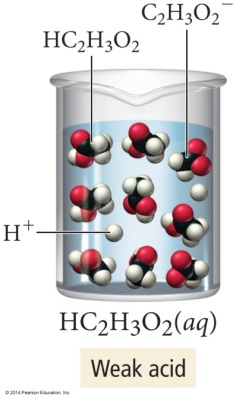 C2H3O2⁻
HC2H3O2
H⁺
HC2H3O2(aq)
Weak acid
© 2014 Pearson Education, Inc.